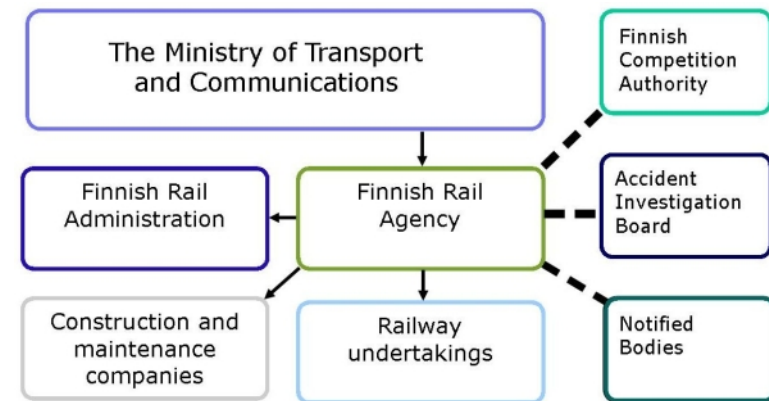 The Ministry of Transport
and Communications
Finnish
Competition
Authority
Finnish Rail
Administration
Finnish Rail
Agency
Accident
Investigation
Board
Construction and
maintenance
companies
Railway
undertakings
Notified
Bodies